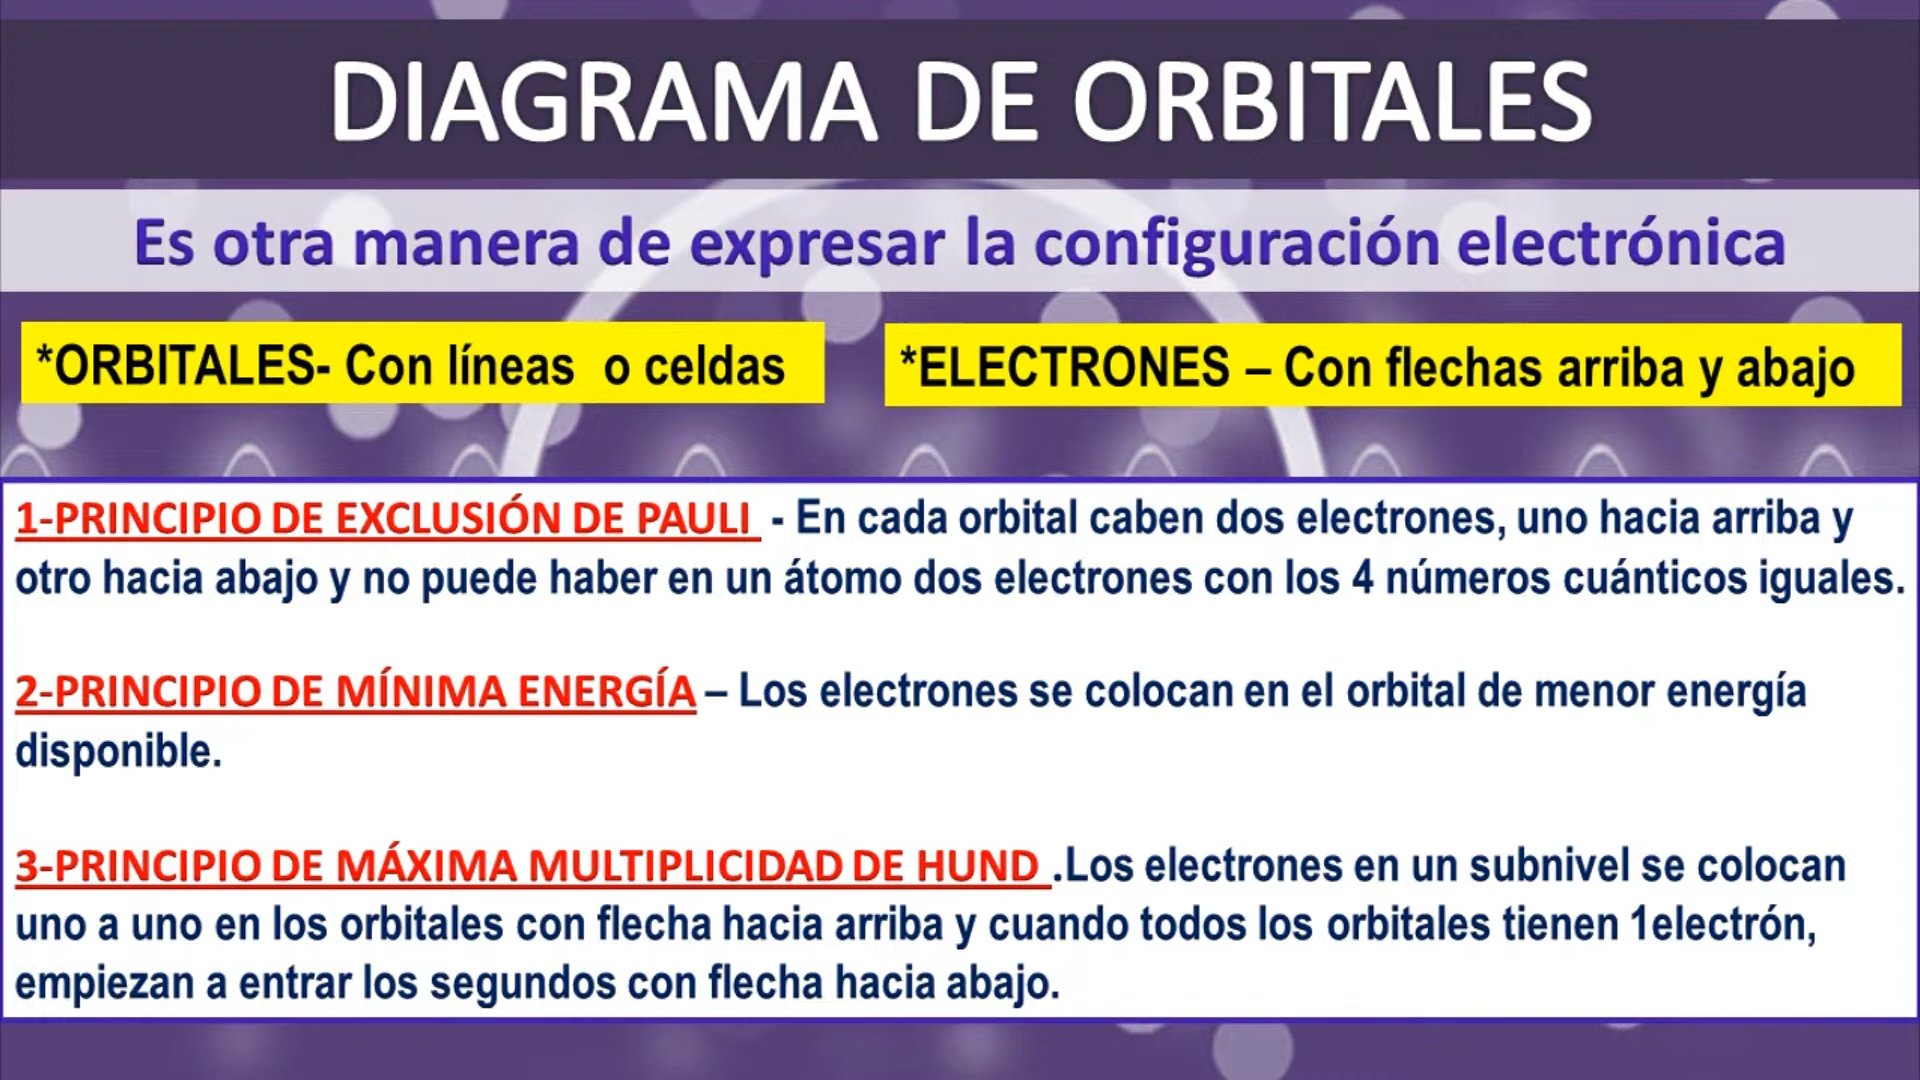 DIAGRAMA DE ORBITALES
Es otra manera de expresar la configuración electrónica
*ORBITALES- Con líneas o celdas
*ELECTRONES – Con flechas arriba y abajo
1-PRINCIPIO DE EXCLUSIÓN DE PAULI - En cada orbital caben dos electrones, uno hacia arriba y
otro hacia abajo y no puede haber en un átomo dos electrones con los 4 números cuánticos iguales.
2-PRINCIPIO DE MÍNIMA ENERGÍA – Los electrones se colocan en el orbital de menor energía
disponible.
3-PRINCIPIO DE MÁXIMA MULTIPLICIDAD DE HUND .Los electrones en un subnivel se colocan
uno a uno en los orbitales con flecha hacia arriba y cuando todos los orbitales tienen 1electrón,
empiezan a entrar los segundos con flecha hacia abajo.